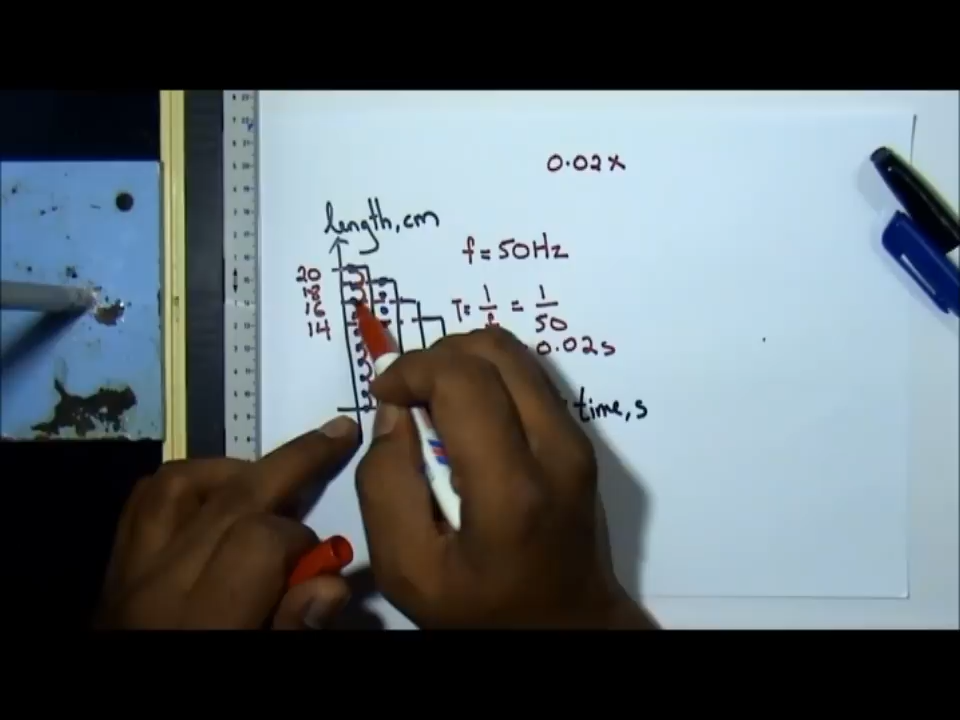 0.02x
length, cm
f = 50Hz
20
18
16
14
T = 1/f = 1/50
0.02s
time, s